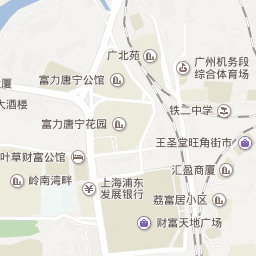 广北苑
广州机务段
综合体育场
富力唐宁公馆
厦
大酒楼
铁二中学
富力唐宁花园
王圣堂旺角街市
叶草财富公馆
汇盈商厦
岭南湾畔
上海浦东
发展银行
荔富居小区
财富天地广场